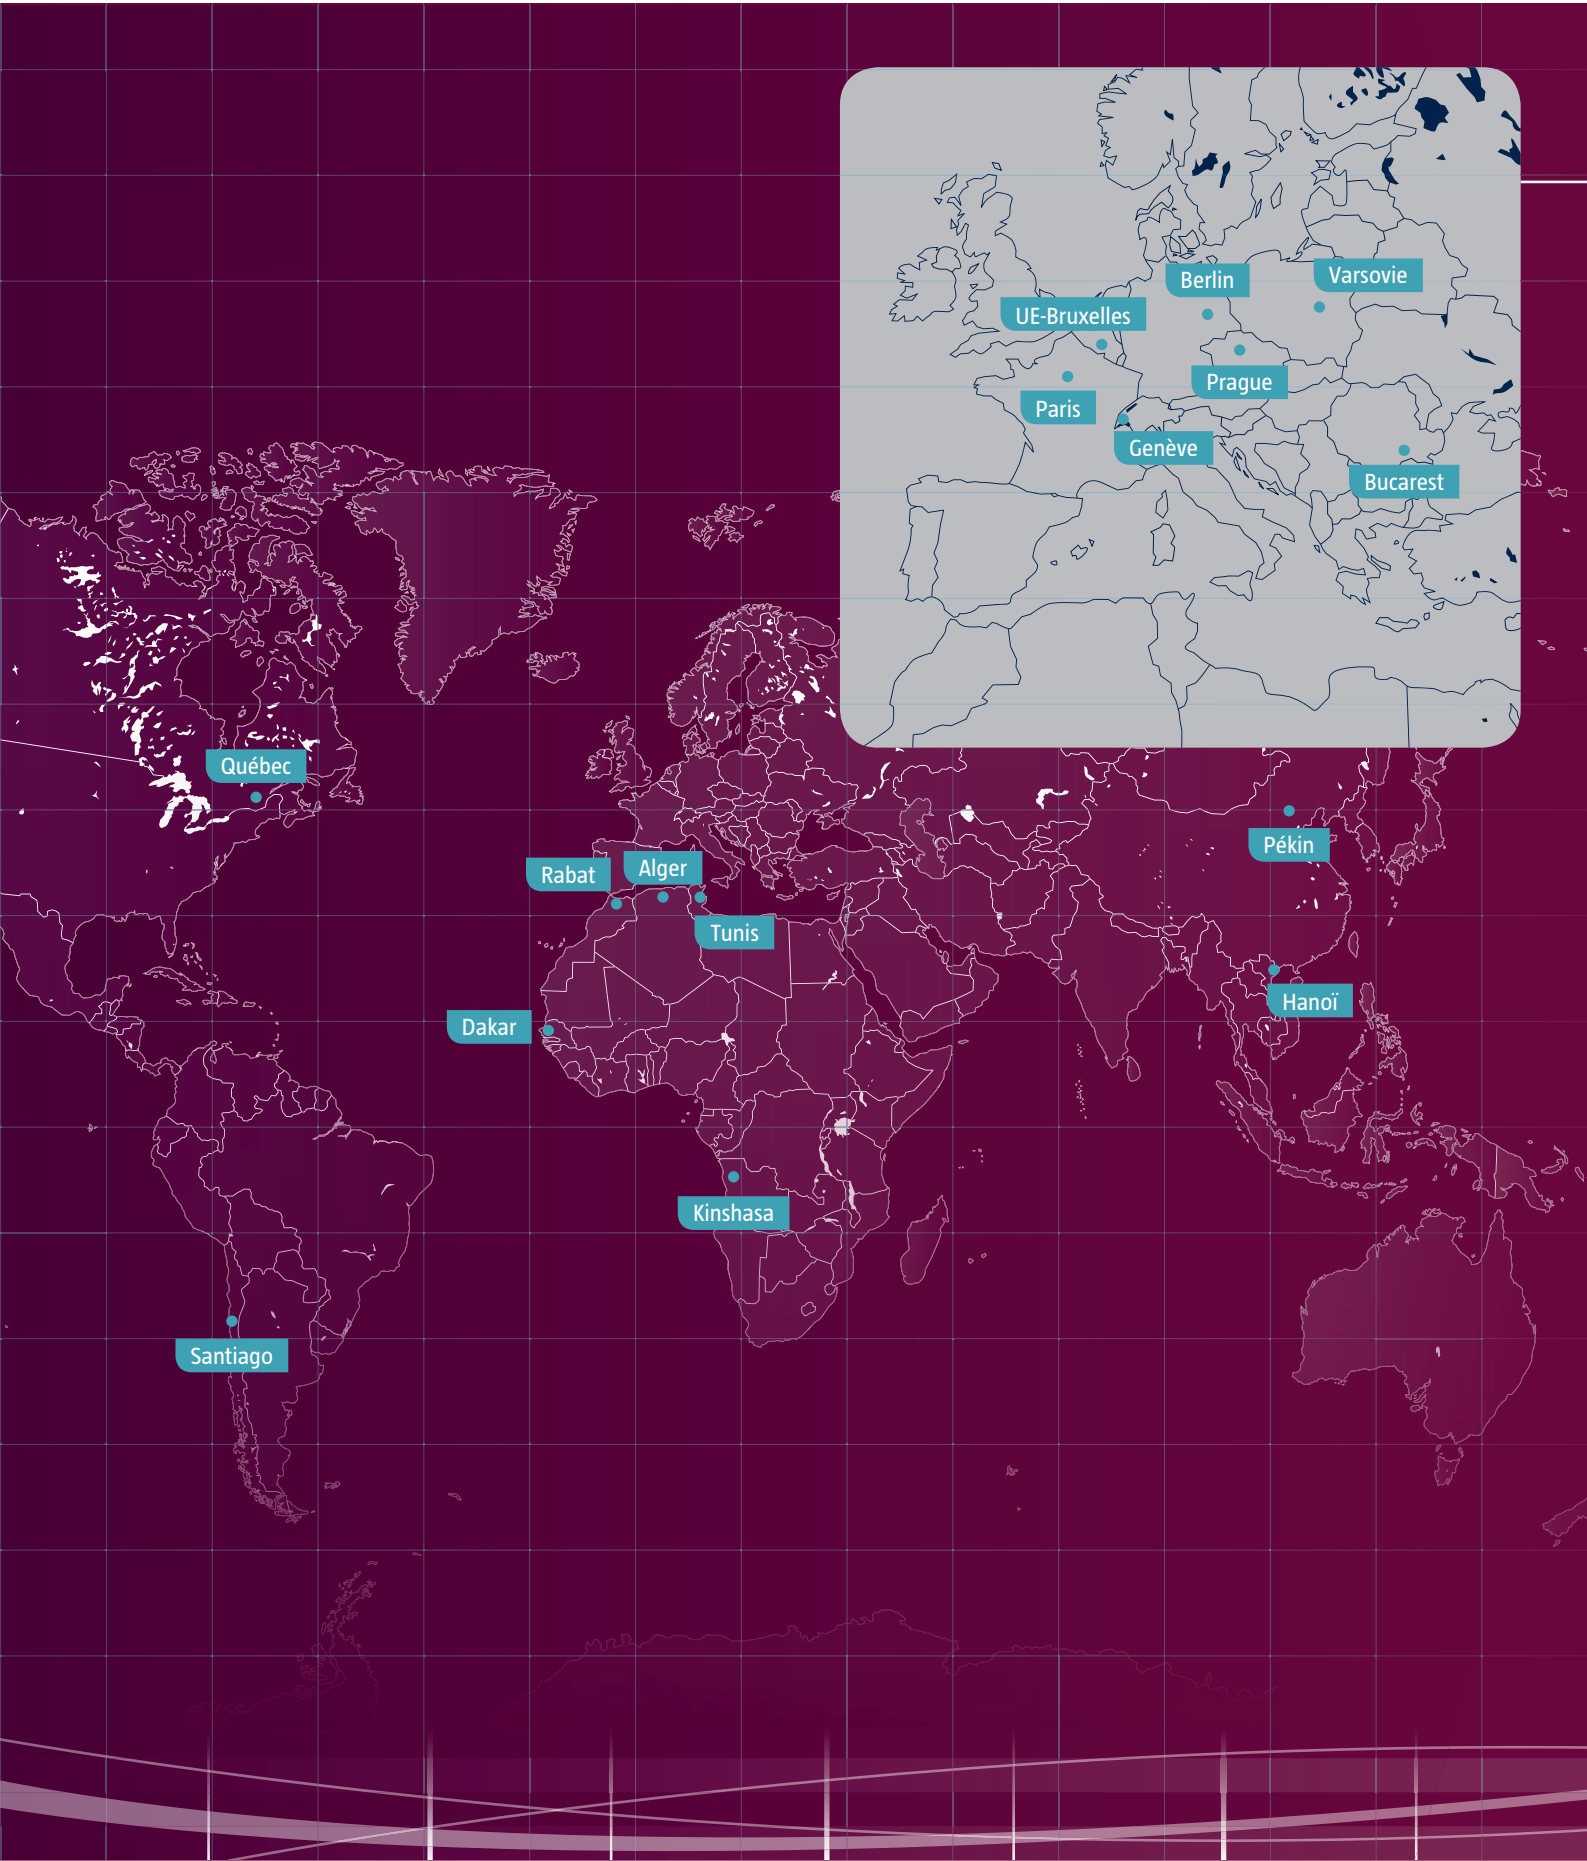 Berlin
Varsovie
UE-Bruxelles
Prague
Paris
Genève
Bucarest
Québec
Pékin
Rabat
Alger
Tunis
Hanoï
Dakar
Kinshasa
Santiago